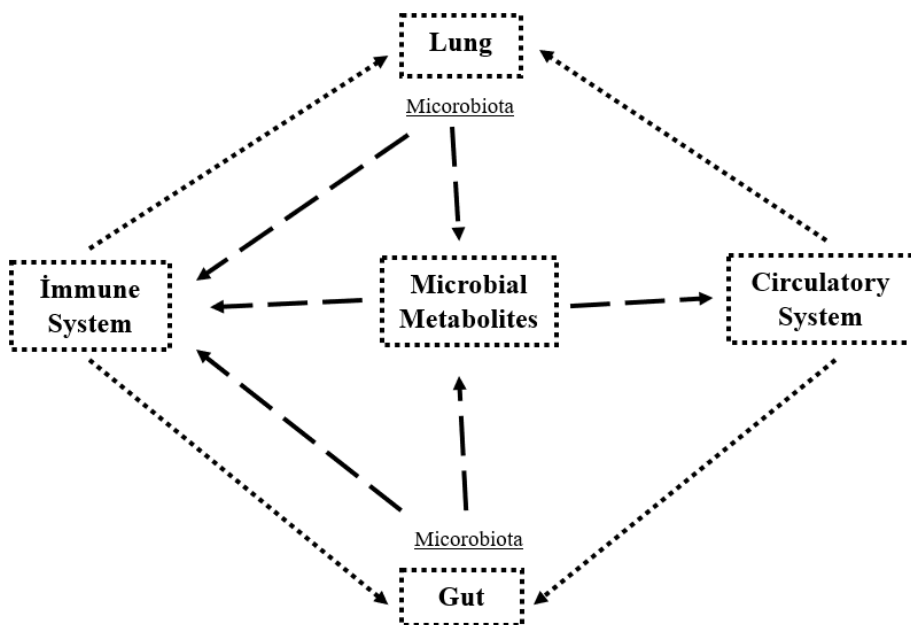 Lung
Micorobiota
İmmune
System
Microbial
Metabolites
Circulatory
System
Micorobiota
Gut